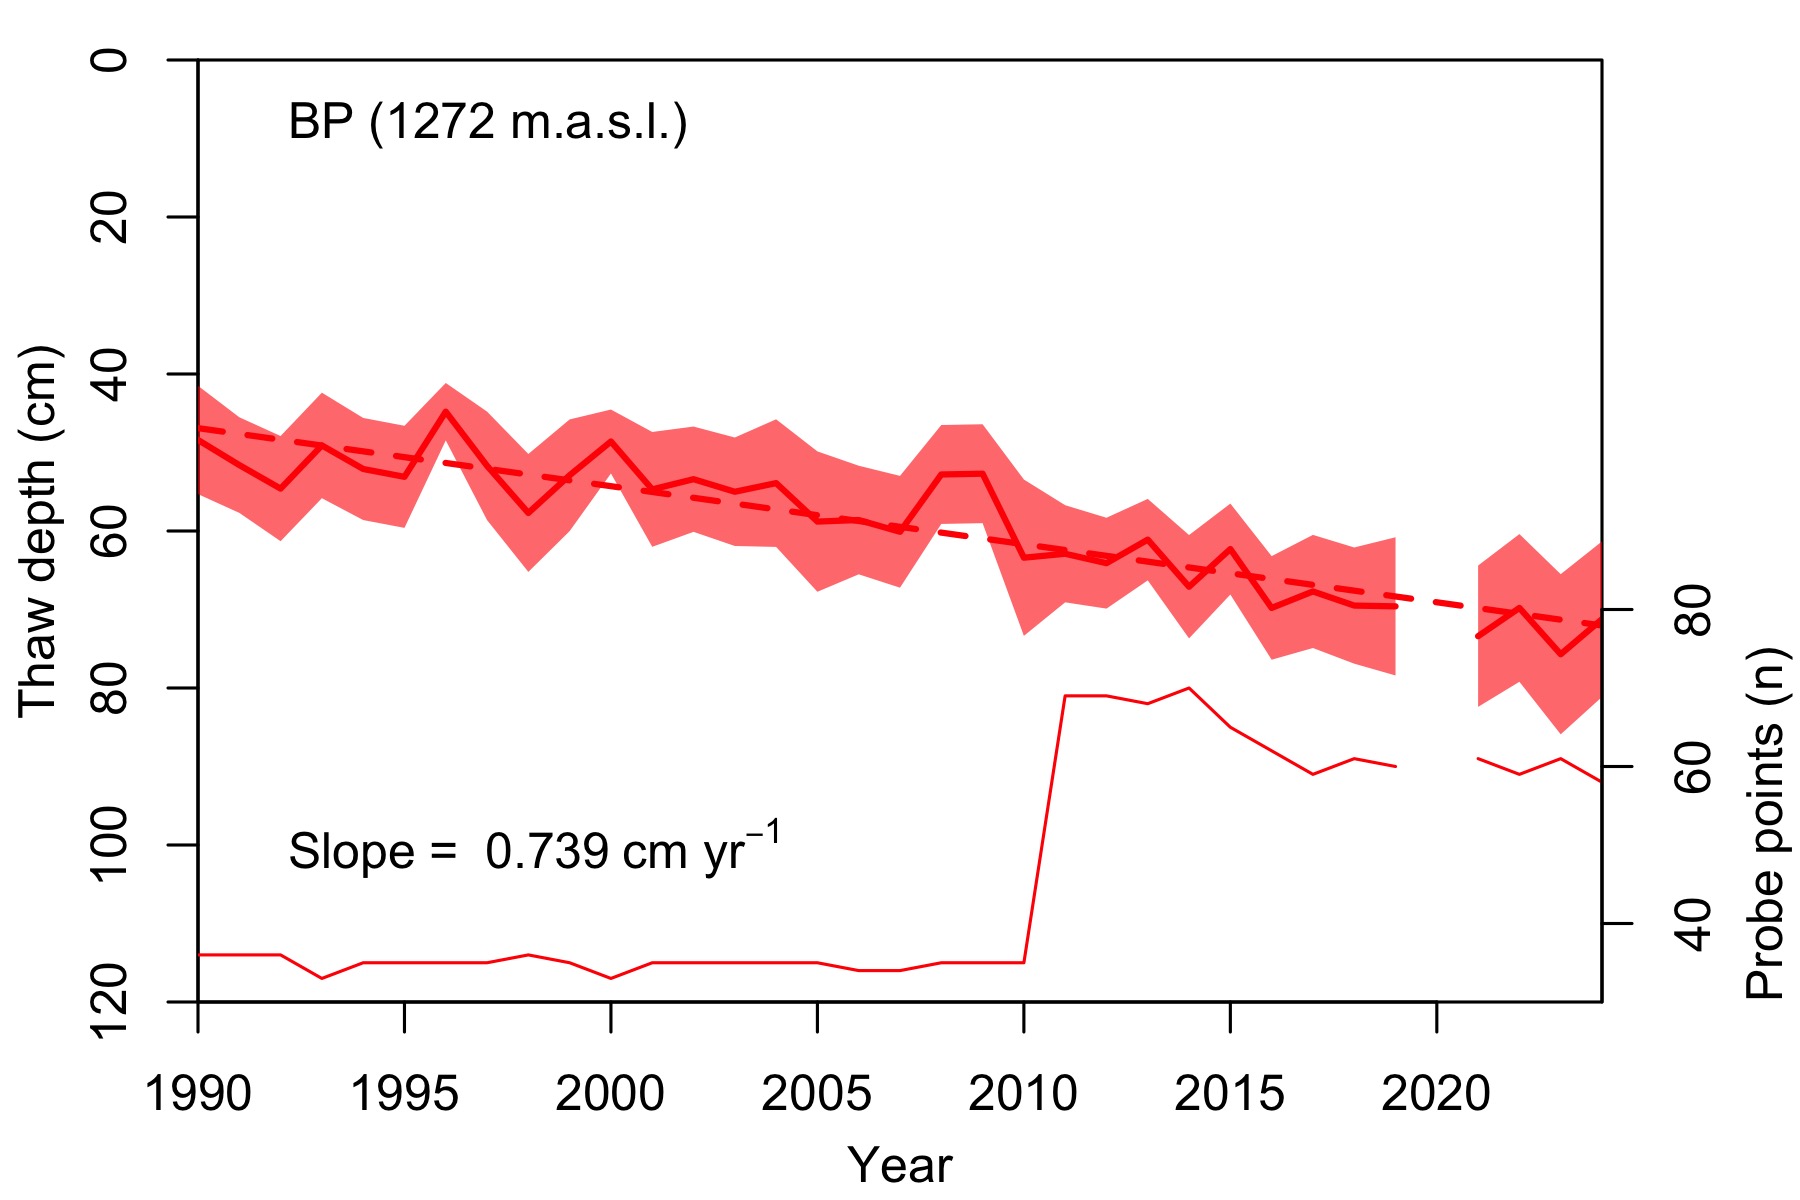 BP (1272 m.a.s.l.)
Thaw depth (cm)
0
20
40
60
80
100
120
Slope =  0.739 cm yr⁻¹
80
60
40
Probe points (n)
1990 1995 2000 2005 2010 2015 2020
Year